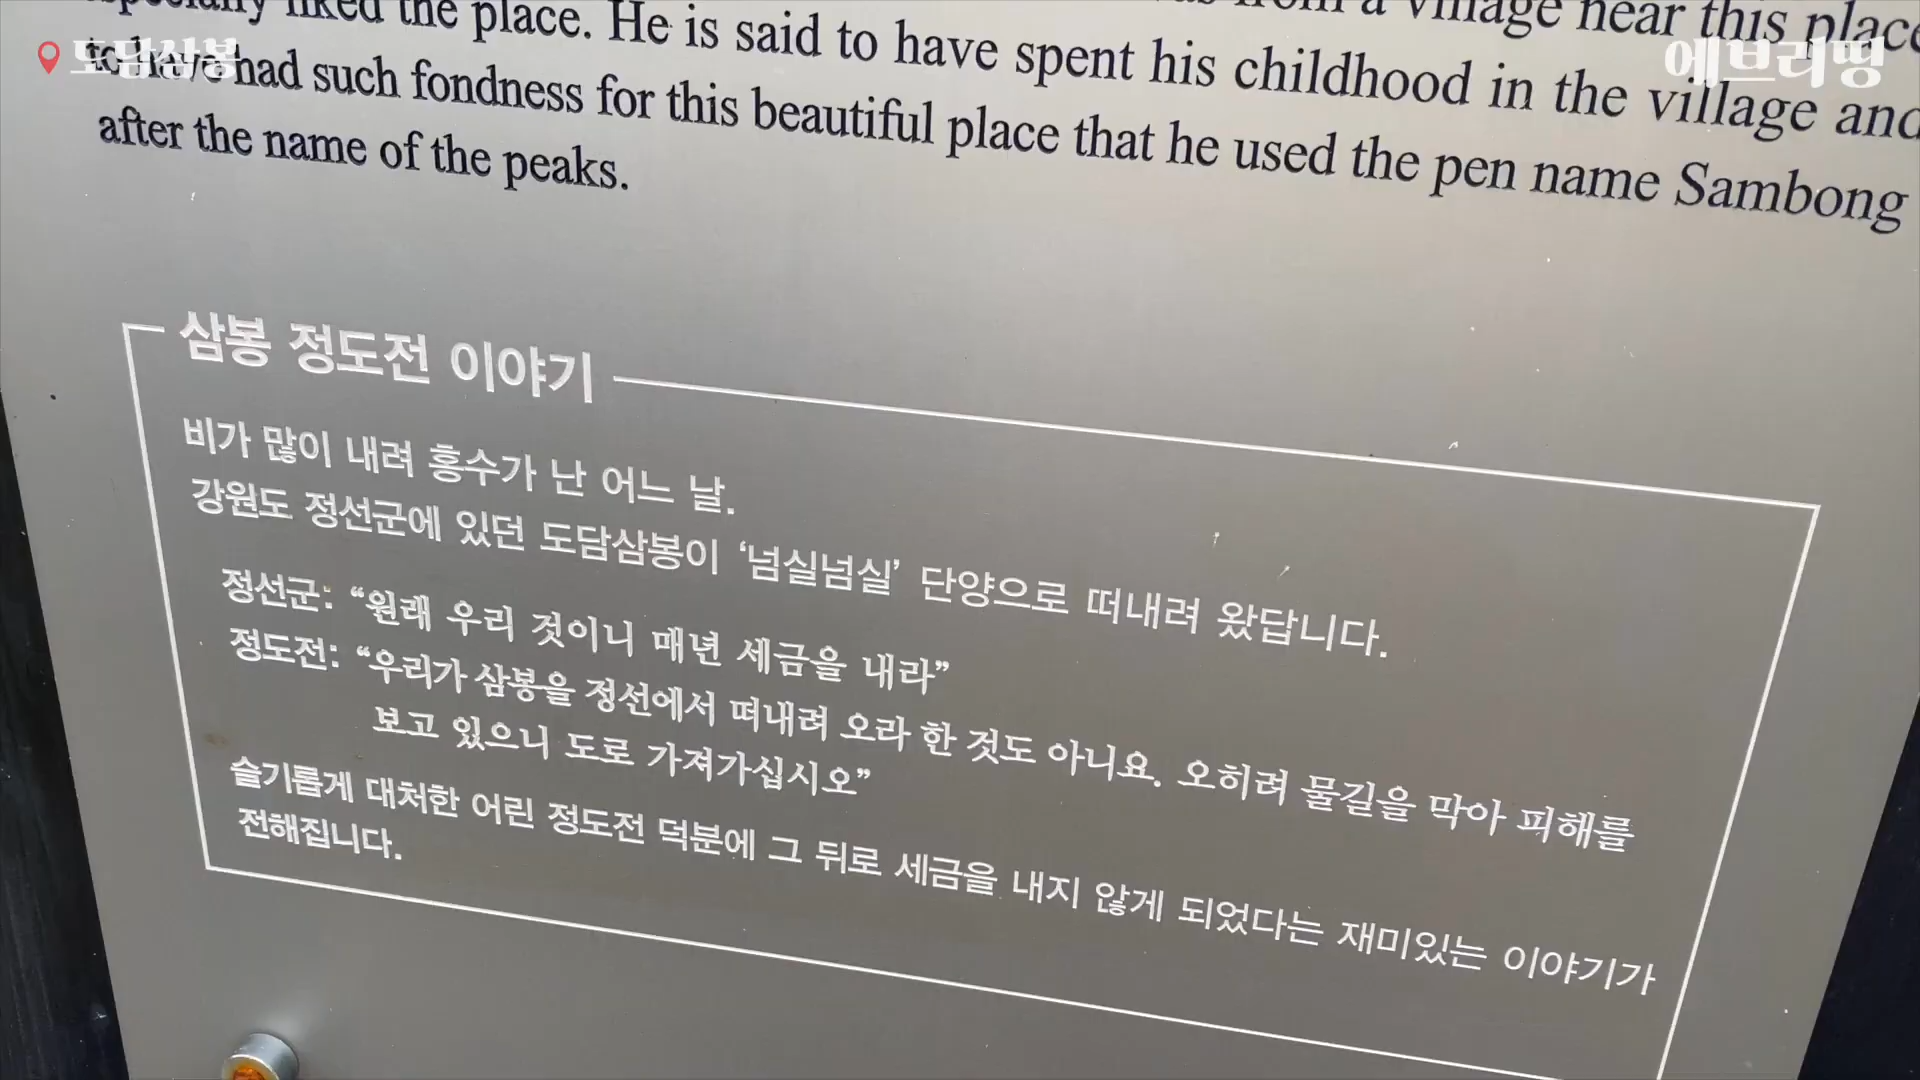 도담삼봉
에브리띵
liked the place. He is said to have spent his childhood in the village and
to have had such fondness for this beautiful place that he used the pen name Sambong
after the name of the peaks.
a village near this place
삼봉 정도전 이야기
비가 많이 내려 홍수가 난 어느 날.
강원도 정선군에 있던 도담삼봉이 ‘넘실넘실’ 단양으로 떠내려 왔답니다.
정선군: “원래 우리 것이니 매년 세금을 내라”
정도전: “우리가 삼봉을 정선에서 떠내려 오라 한 것도 아니요. 오히려 물길을 막아 피해를
보고 있으니 도로 가져가십시오”
슬기롭게 대처한 어린 정도전 덕분에 그 뒤로 세금을 내지 않게 되었다는 재미있는 이야기가
전해집니다.